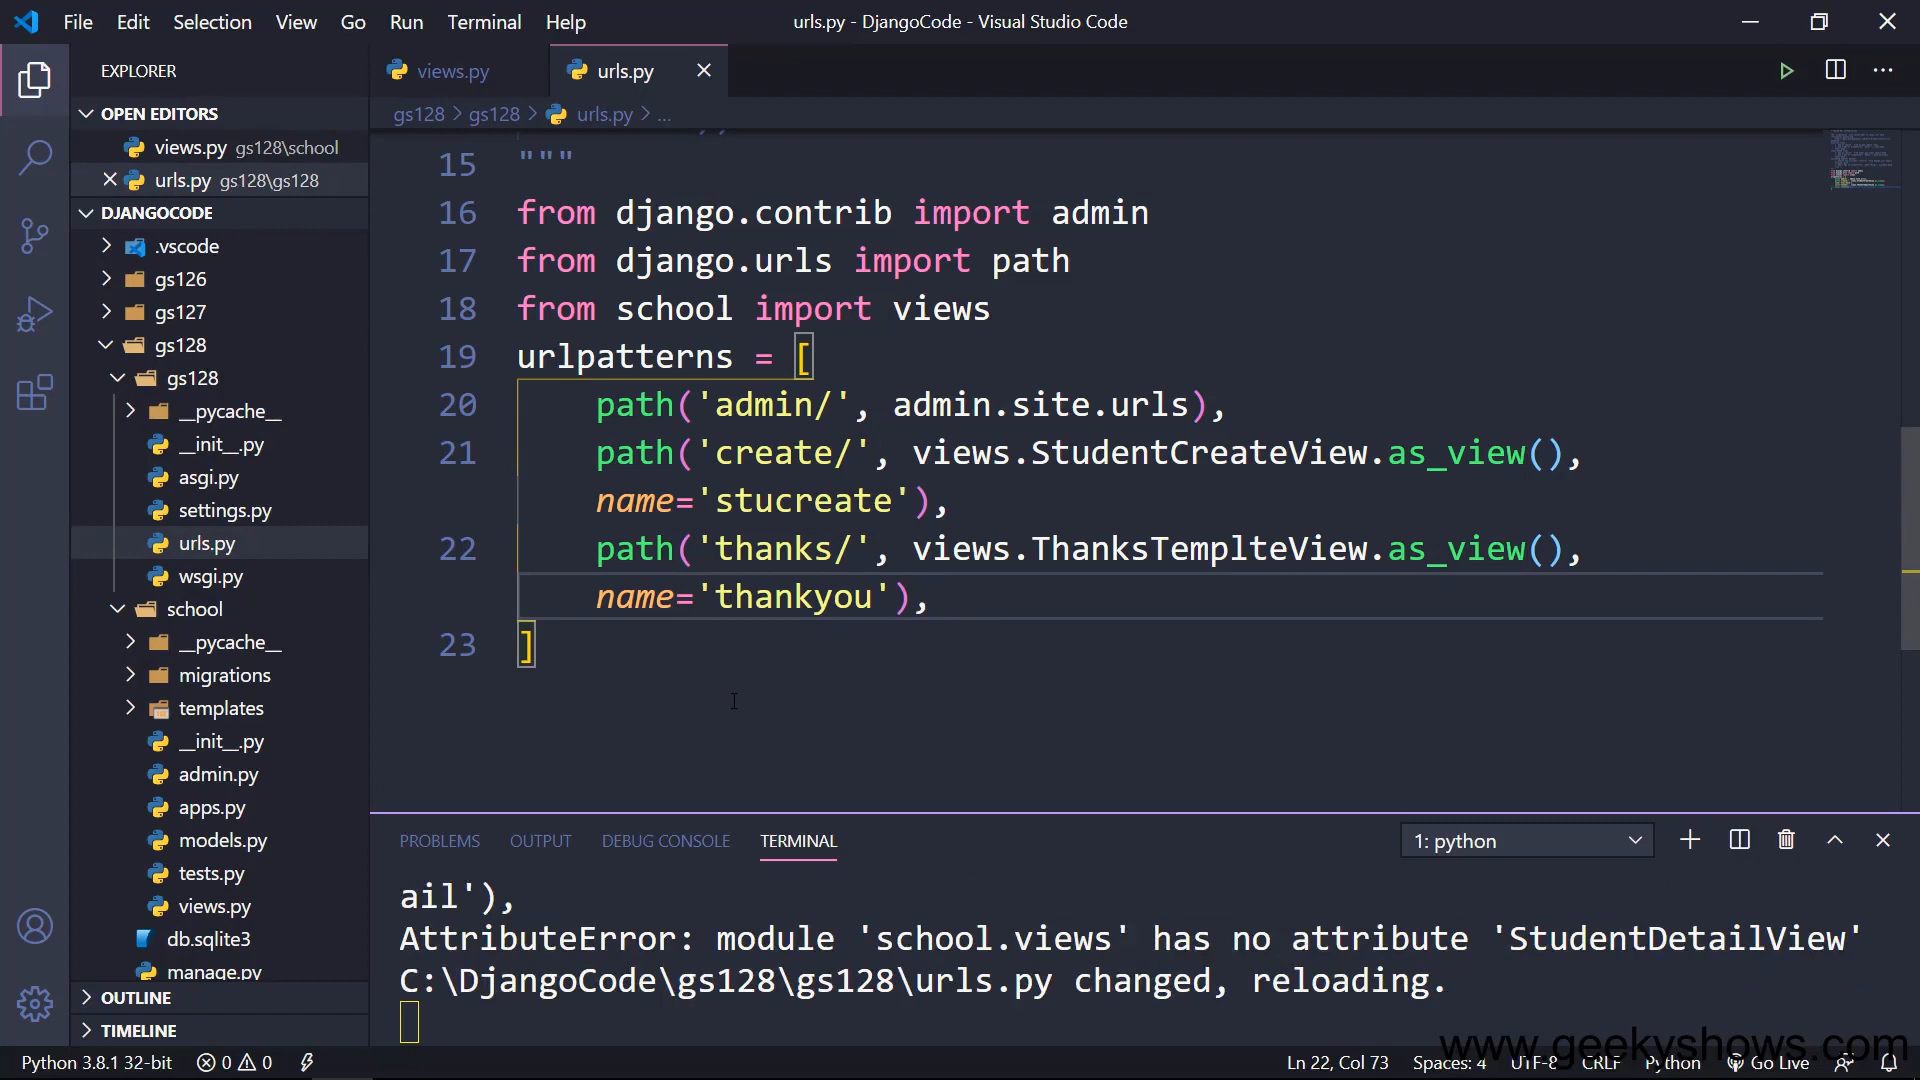 File Edit Selection View Go Run Terminal Help
urls.py - DjangoCode - Visual Studio Code
EXPLORER
OPEN EDITORS
views.py gs128\school
urls.py gs128\gs128
DJANGOCODE
.vscode
gs126
gs127
gs128
gs128
__pycache__
__init__.py
asgi.py
settings.py
urls.py
wsgi.py
school
__pycache__
migrations
templates
__init__.py
admin.py
apps.py
models.py
tests.py
views.py
db.sqlite3
manage.py
OUTLINE
TIMELINE
views.py
urls.py
gs128 > gs128 > urls.py > ...
15 """
16 from django.contrib import admin
17 from django.urls import path
18 from school import views
19 urlpatterns = [
20 path('admin/', admin.site.urls),
21 path('create/', views.StudentCreateView.as_view(),
name='stucreate'),
22 path('thanks/', views.ThanksTemplteView.as_view(),
name='thankyou'),
23 ]
PROBLEMS OUTPUT DEBUG CONSOLE TERMINAL
1: python
ail'),
AttributeError: module 'school.views' has no attribute 'StudentDetailView'
C:\DjangoCode\gs128\gs128\urls.py changed, reloading.
www.geekyshows.com
Python 3.8.1 32-bit 0 0
Ln 22, Col 73 Spaces: 4 UTF-8 CRLF Python Go Live